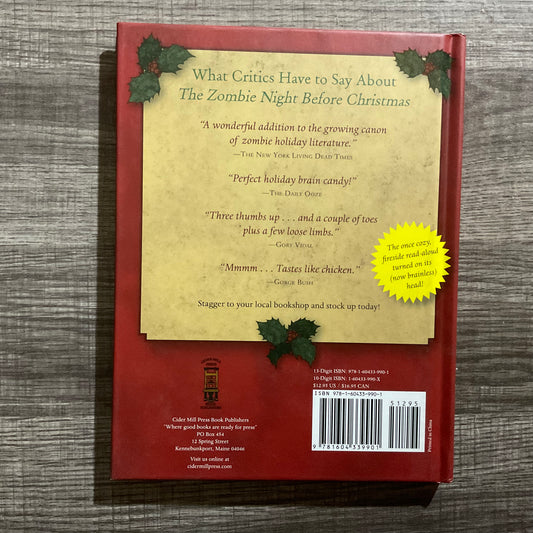 What Critics Have to Say About
The Zombie Night Before Christmas
“A wonderful addition to the growing canon
of zombie holiday literature.”
—The New York Living Dead Times
“Perfect holiday brain candy!”
—The Daily Ooze
“Three thumbs up . . . and a couple of toes
plus a few loose limbs.”
—Gory Vidal
“Mmmm . . . Tastes like chicken.”
—Gorge Bush
Stagger to your local bookshop and stock up today!
The once cozy,
fireside read-aloud
turned on its
(now brainless)
head!
CIDER MILL
PRESS
Cider Mill Press Book Publishers
“Where good books are ready for press”
PO Box 454
12 Spring Street
Kennebunkport, Maine 04046
Visit us online at
cidermillpress.com
13-Digit ISBN: 978-1-60433-990-1
10-Digit ISBN: 1-60433-990-X
$12.95 US / $16.95 CAN
ISBN 978-1-60433-990-1
51295
9 781604 339901
Printed in China